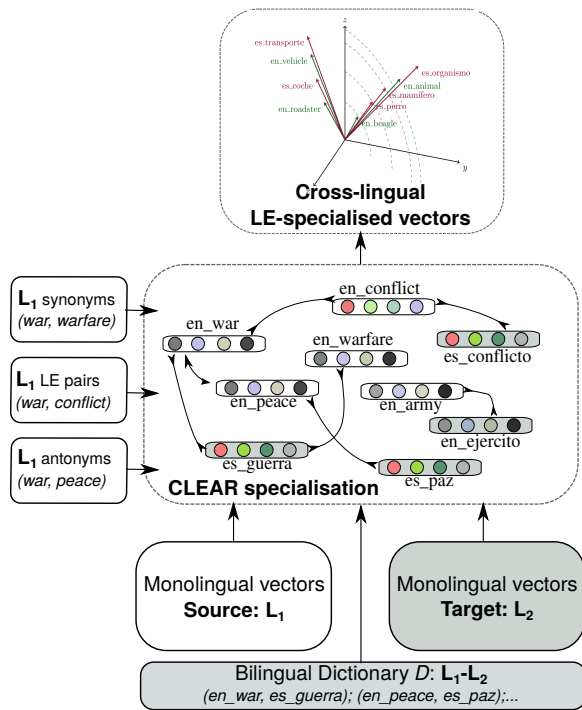 z
es_transporte
en_vehicle
es_coche
en_roadster
es_organismo
en_animal
es_mamífero
es_perro
en_beagle
y
Cross-lingual
LE-specialised vectors
L1 synonyms
(war, warfare)
L1 LE pairs
(war, conflict)
L1 antonyms
(war, peace)
en_conflict
en_war
en_warfare
es_conflicto
en_peace
en_army
en_ejercito
es_guerra
es_paz
CLEAR specialisation
Monolingual vectors
Source: L1
Monolingual vectors
Target: L2
Bilingual Dictionary D: L1-L2
(en_war, es_guerra); (en_peace, es_paz);...